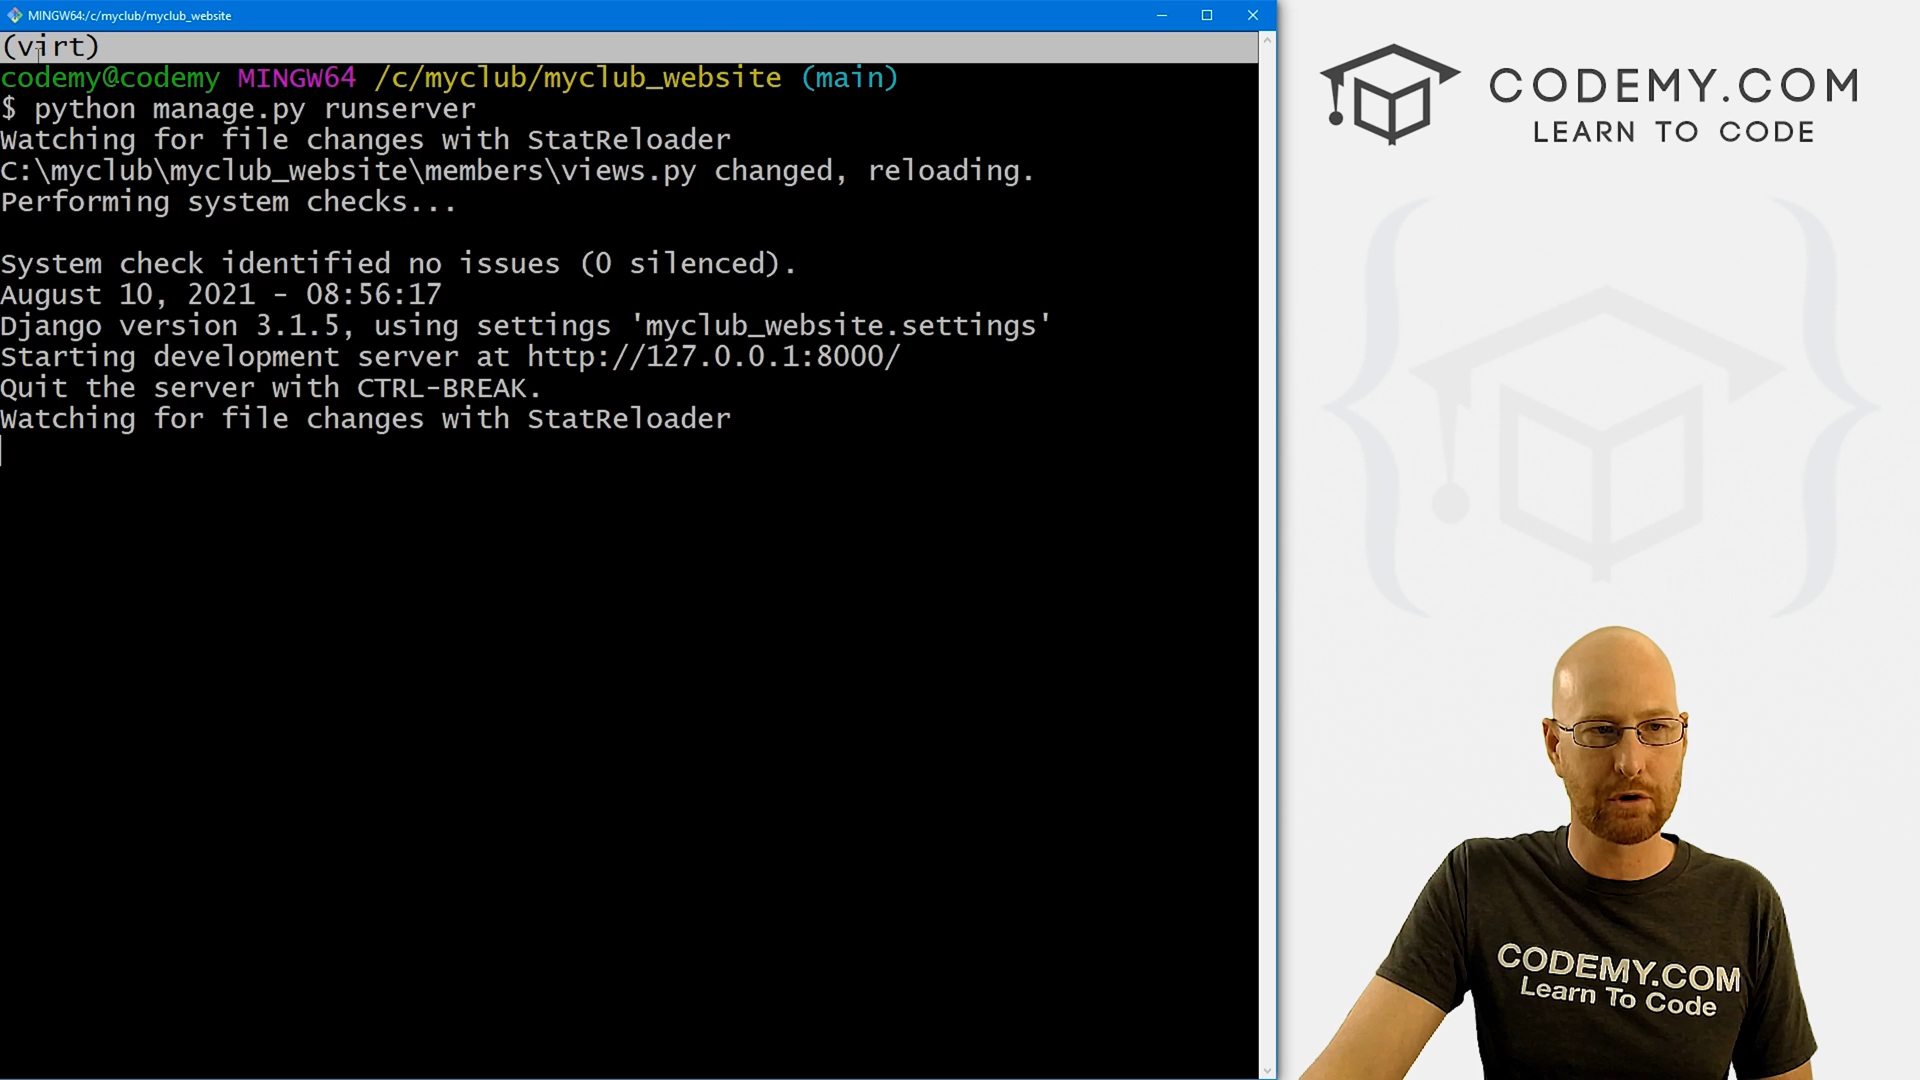 MINGW64:/c/myclub/myclub_website
(virt)
codemy@codemy MINGW64 /c/myclub/myclub_website (main)
$ python manage.py runserver
Watching for file changes with StatReloader
C:\myclub\myclub_website\members\views.py changed, reloading.
Performing system checks...
System check identified no issues (0 silenced).
August 10, 2021 - 08:56:17
Django version 3.1.5, using settings 'myclub_website.settings'
Starting development server at http://127.0.0.1:8000/
Quit the server with CTRL-BREAK.
Watching for file changes with StatReloader
CODEMY.COM
LEARN TO CODE
CODEMY.COM
Learn To Code